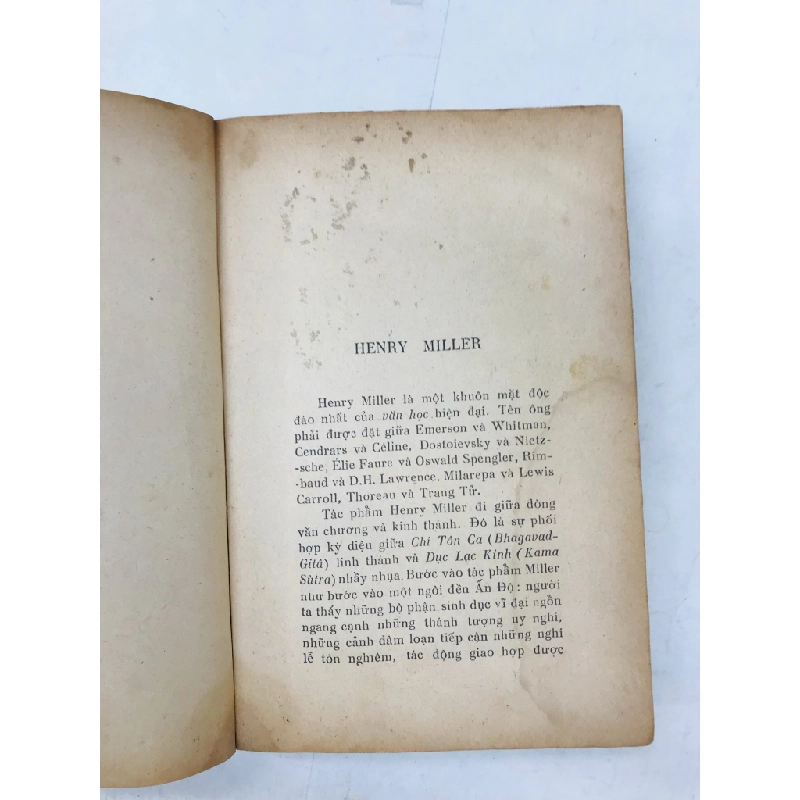 HENRY MILLER
Henry Miller là một khuôn mặt độc
đáo nhất của văn học hiện đại. Tên ông
phải được đặt giữa Emerson và Whitman,
Cendrars và Céline, Dostoievsky và Nietz-
-sche, Élie Faure và Oswald Spengler, Rim-
-baud và D.H. Lawrence, Milarepa và Lewis
Carroll, Thoreau và Trang Tử.
Tác phẩm Henry Miller đi giữa dòng
văn chương và kinh thánh. Đó là sự phối
hợp kỳ diệu giữa Chí Tôn Ca (Bhagavad-
Gîtâ) linh thánh và Dục Lạc Kinh (Kama
Sûtra) nhầy nhụa. Bước vào tác phẩm Miller
như bước vào một ngôi đền Ấn Độ: người
ta thấy những bộ phận sinh dục vĩ đại ngồn
ngang cạnh những thánh tượng uy nghi,
những cảnh dâm loạn tiếp cận những nghi
lễ tôn nghiêm, tác động giao hợp được